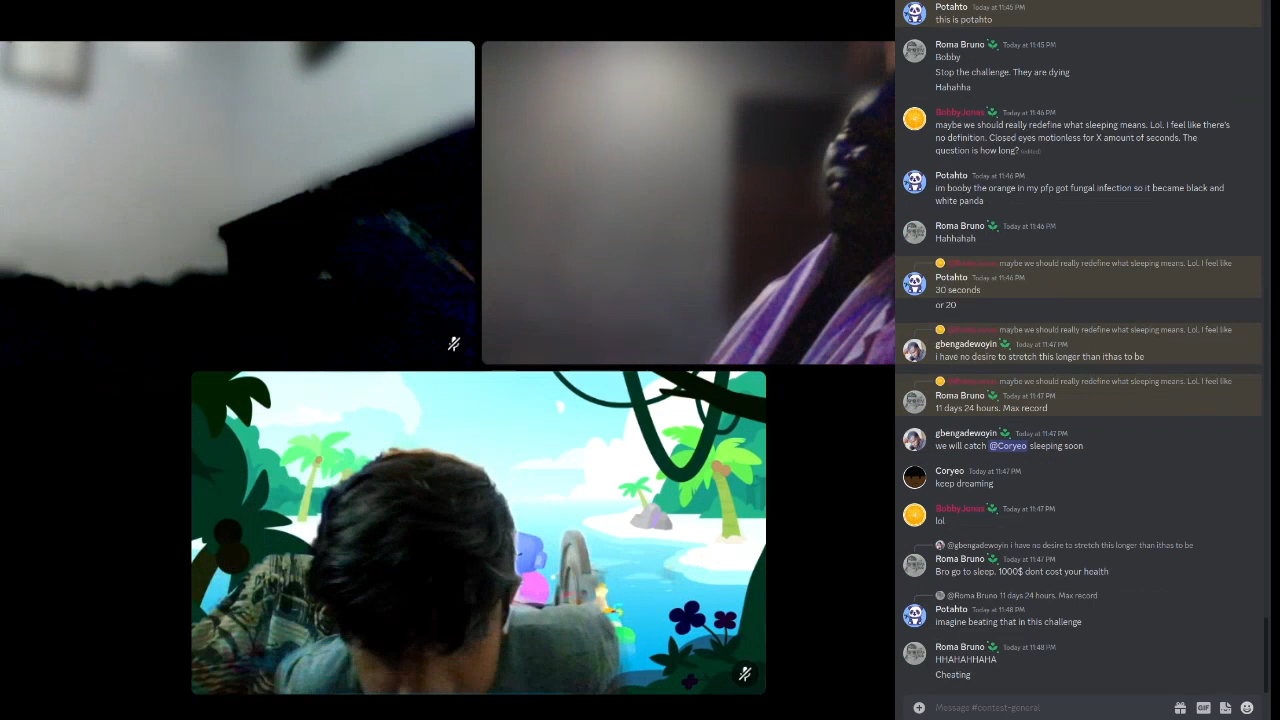 Potahto Today at 11:45 PM
this is potahto
Roma Bruno Today at 11:45 PM
Bobby
Stop the challenge. They are dying
Hahahha
BobbyJones Today at 11:46 PM
maybe we should really redefine what sleeping means. Lol. I feel like there's
no definition. Closed eyes motionless for X amount of seconds. The
question is how long? (edited)
Potahto Today at 11:46 PM
im booby the orange in my pfp got fungal infection so it became black and
white panda
Roma Bruno Today at 11:46 PM
Hahhahah
maybe we should really redefine what sleeping means. Lol. I feel like
Potahto Today at 11:46 PM
30 seconds
or 20
maybe we should really redefine what sleeping means. Lol. I feel like
gbengadewoyin Today at 11:47 PM
i have no desire to stretch this longer than ithas to be
maybe we should really redefine what sleeping means. Lol. I feel like
Roma Bruno Today at 11:47 PM
11 days 24 hours. Max record
gbengadewoyin Today at 11:47 PM
we will catch @Coryeo sleeping soon
Coryeo Today at 11:47 PM
keep dreaming
BobbyJones Today at 11:47 PM
lol
@gbengadewoyin i have no desire to stretch this longer than ithas to be
Roma Bruno Today at 11:47 PM
Bro go to sleep. 1000$ dont cost your health
@Roma Bruno 11 days 24 hours. Max record
Potahto Today at 11:48 PM
imagine beating that in this challenge
Roma Bruno Today at 11:48 PM
HHAHAHHAHA
Cheating
Message #contest-general
GIF